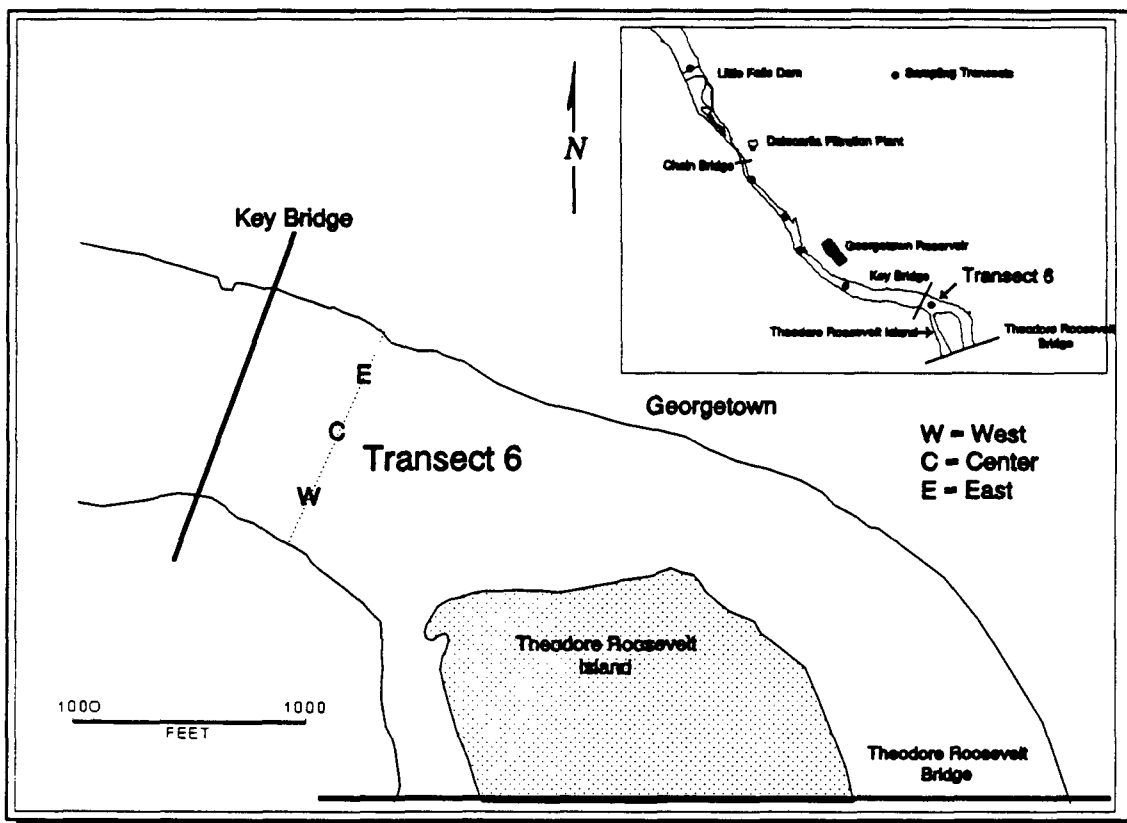 Little Falls Dam
Sampling Transects
Dalecarlia Filtration Plant
Chain Bridge
Georgetown Reservoir
Key Bridge
Transect 6
Theodore Roosevelt Island
Theodore Roosevelt
Bridge
N
Key Bridge
E
C
W
Transect 6
Georgetown
W = West
C = Center
E = East
Theodore Roosevelt
Island
1000 1000
FEET
Theodore Roosevelt
Bridge